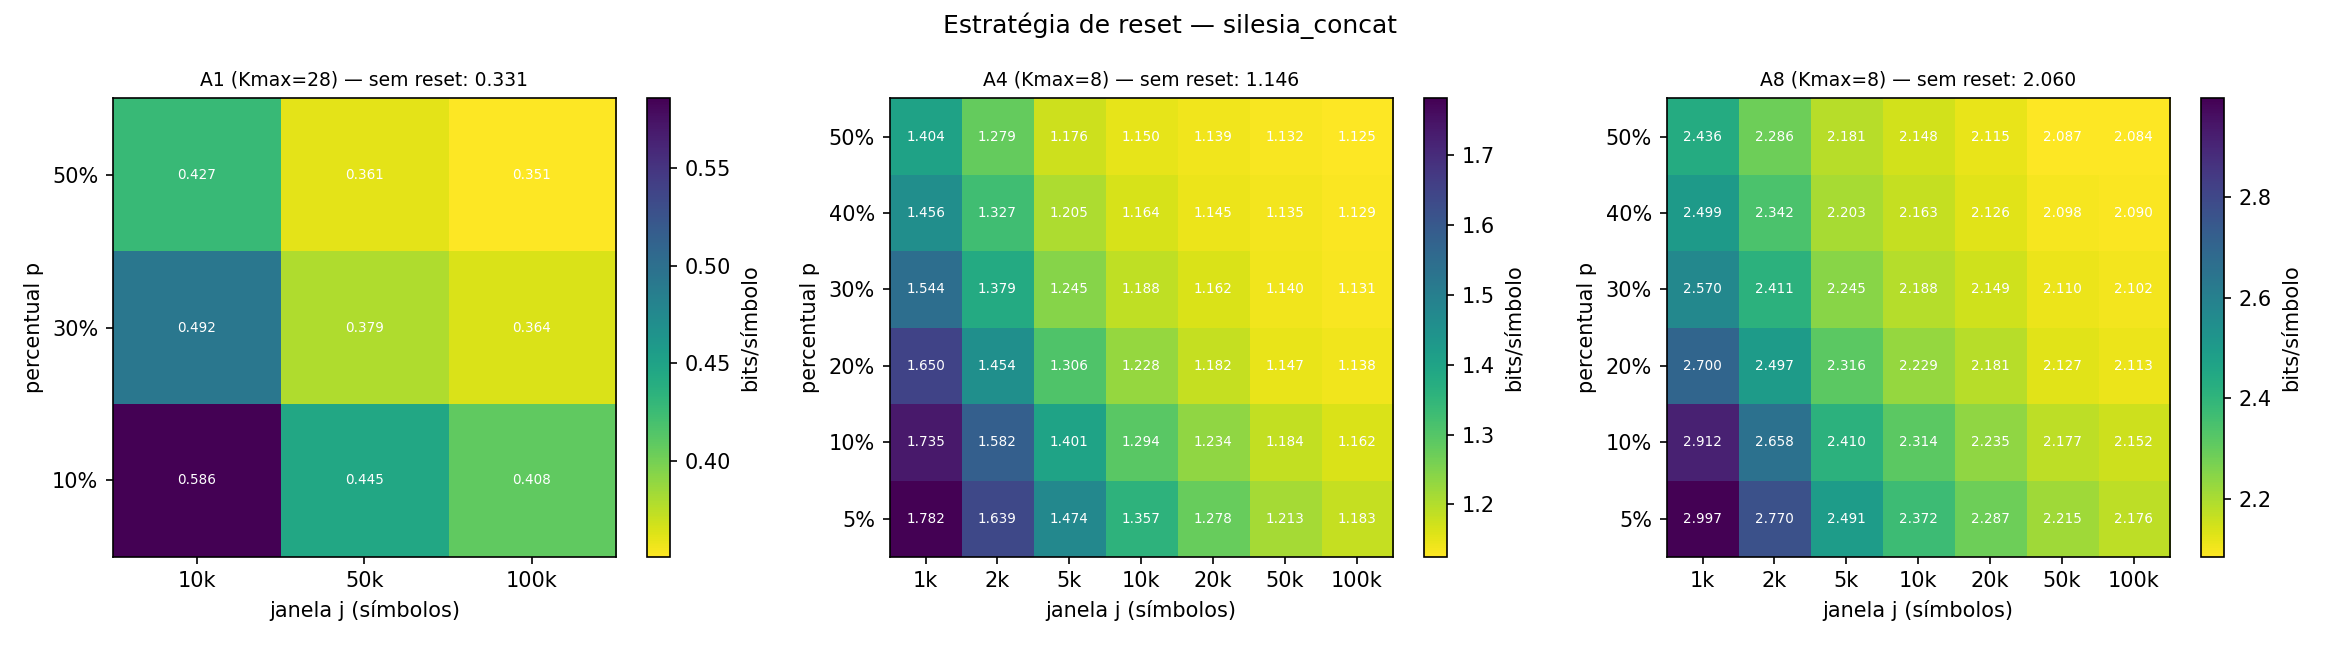 Estratégia de reset — silesia_concat
A1 (Kmax=28) — sem reset: 0.331
percentual p
50% 0.427 0.361 0.351
30% 0.492 0.379 0.364
10% 0.586 0.445 0.408
10k 50k 100k
janela j (símbolos)
0.55
0.50
0.45
0.40
bits/símbolo
A4 (Kmax=8) — sem reset: 1.146
percentual p
50% 1.404 1.279 1.176 1.150 1.139 1.132 1.125
40% 1.456 1.327 1.205 1.164 1.145 1.135 1.129
30% 1.544 1.379 1.245 1.188 1.162 1.140 1.131
20% 1.650 1.454 1.306 1.228 1.182 1.147 1.138
10% 1.735 1.582 1.401 1.294 1.234 1.184 1.162
5% 1.782 1.639 1.474 1.357 1.278 1.213 1.183
1k 2k 5k 10k 20k 50k 100k
janela j (símbolos)
1.7
1.6
1.5
1.4
1.3
1.2
bits/símbolo
A8 (Kmax=8) — sem reset: 2.060
percentual p
50% 2.436 2.286 2.181 2.148 2.115 2.087 2.084
40% 2.499 2.342 2.203 2.163 2.126 2.098 2.090
30% 2.570 2.411 2.245 2.188 2.149 2.110 2.102
20% 2.700 2.497 2.316 2.229 2.181 2.127 2.113
10% 2.912 2.658 2.410 2.314 2.235 2.177 2.152
5% 2.997 2.770 2.491 2.372 2.287 2.215 2.176
1k 2k 5k 10k 20k 50k 100k
janela j (símbolos)
2.8
2.6
2.4
2.2
bits/símbolo